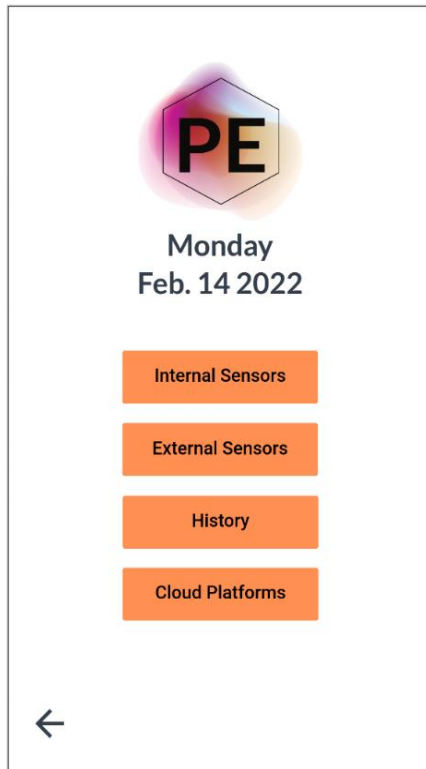 PE
Monday
Feb. 14 2022
Internal Sensors
External Sensors
History
Cloud Platforms